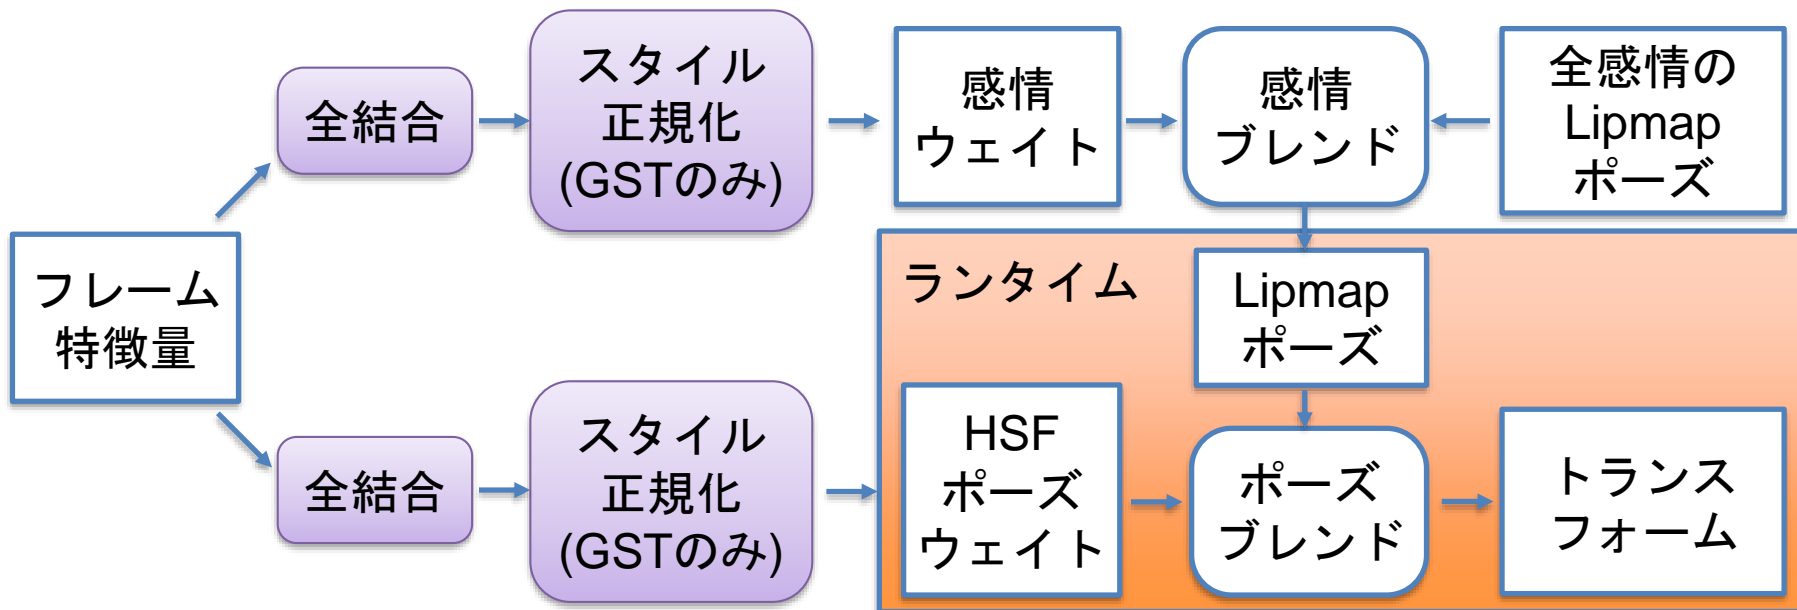 フレーム
特徴量
全結合
スタイル
正規化
(GSTのみ)
感情
ウェイト
感情
ブレンド
全感情の
Lipmap
ポーズ
全結合
スタイル
正規化
(GSTのみ)
ランタイム
Lipmap
ポーズ
HSF
ポーズ
ウェイト
ポーズ
ブレンド
トランス
フォーム